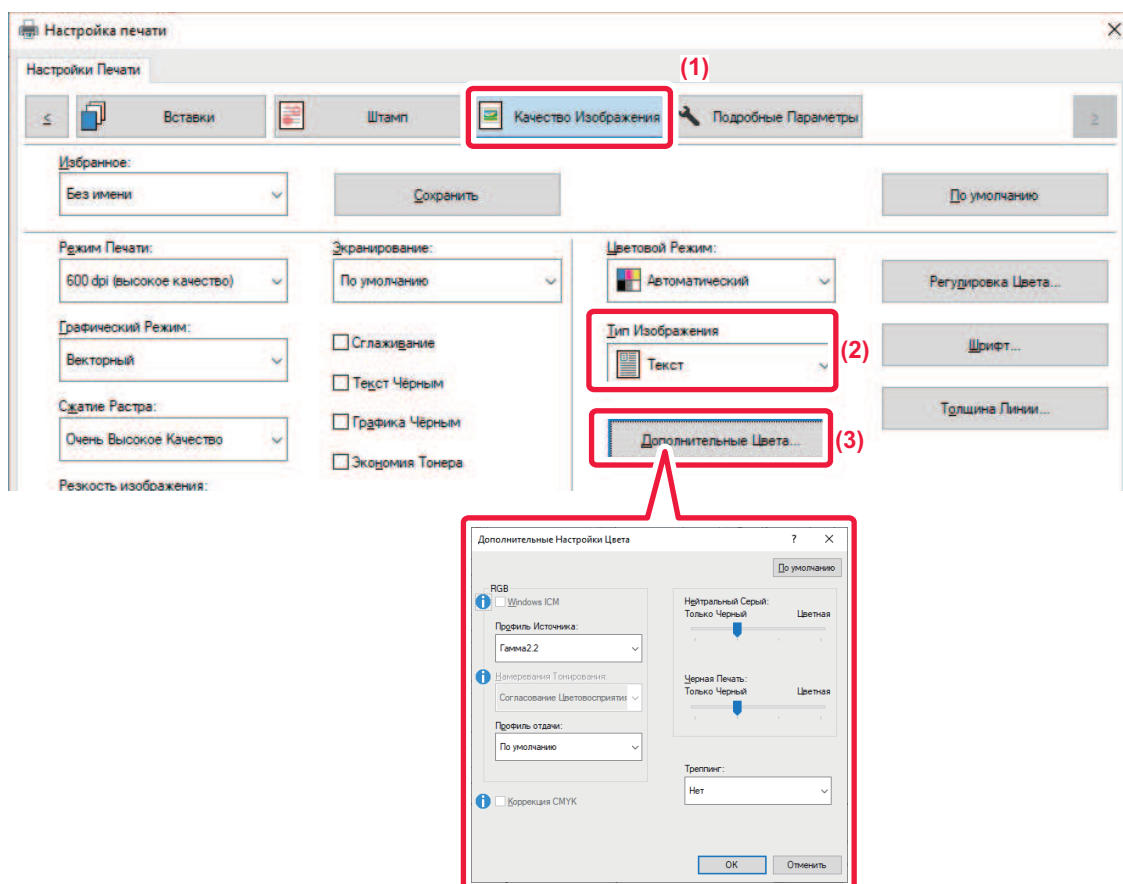 Настройка печати
Настройки Печати
(1)
<
Вставки
Штамп
Качество Изображения
Подробные Параметры
>
Избранное:
Без имени
Сохранить
По умолчанию
Режим Печати:
Экранирование:
Цветовой Режим:
600 dpi (высокое качество)
По умолчанию
Автоматический
Регулировка Цвета...
Графический Режим:
Сглаживание
Тип Изображения
(2)
Векторный
Текст
Шрифт...
Текст Чёрным
Сжатие Растра:
Графика Чёрным
Толщина Линии...
Очень Высокое Качество
Дополнительные Цвета...
(3)
Экономия Тонера
Резкость изображения:
Дополнительные Настройки Цвета
?
По умолчанию
RGB
Windows ICM
Профиль Источника:
Гамма2.2
Намеревания Тонирования:
Согласование Цветовосприятия
Профиль отдачи:
По умолчанию
Коррекция CMYK
Нейтральный Серый:
Только Черный Цветная
Черная Печать:
Только Черный Цветная
Треппинг:
Нет
OK
Отменить